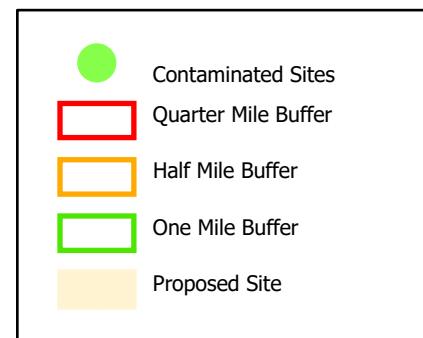 Contaminated Sites
Quarter Mile Buffer
Half Mile Buffer
One Mile Buffer
Proposed Site